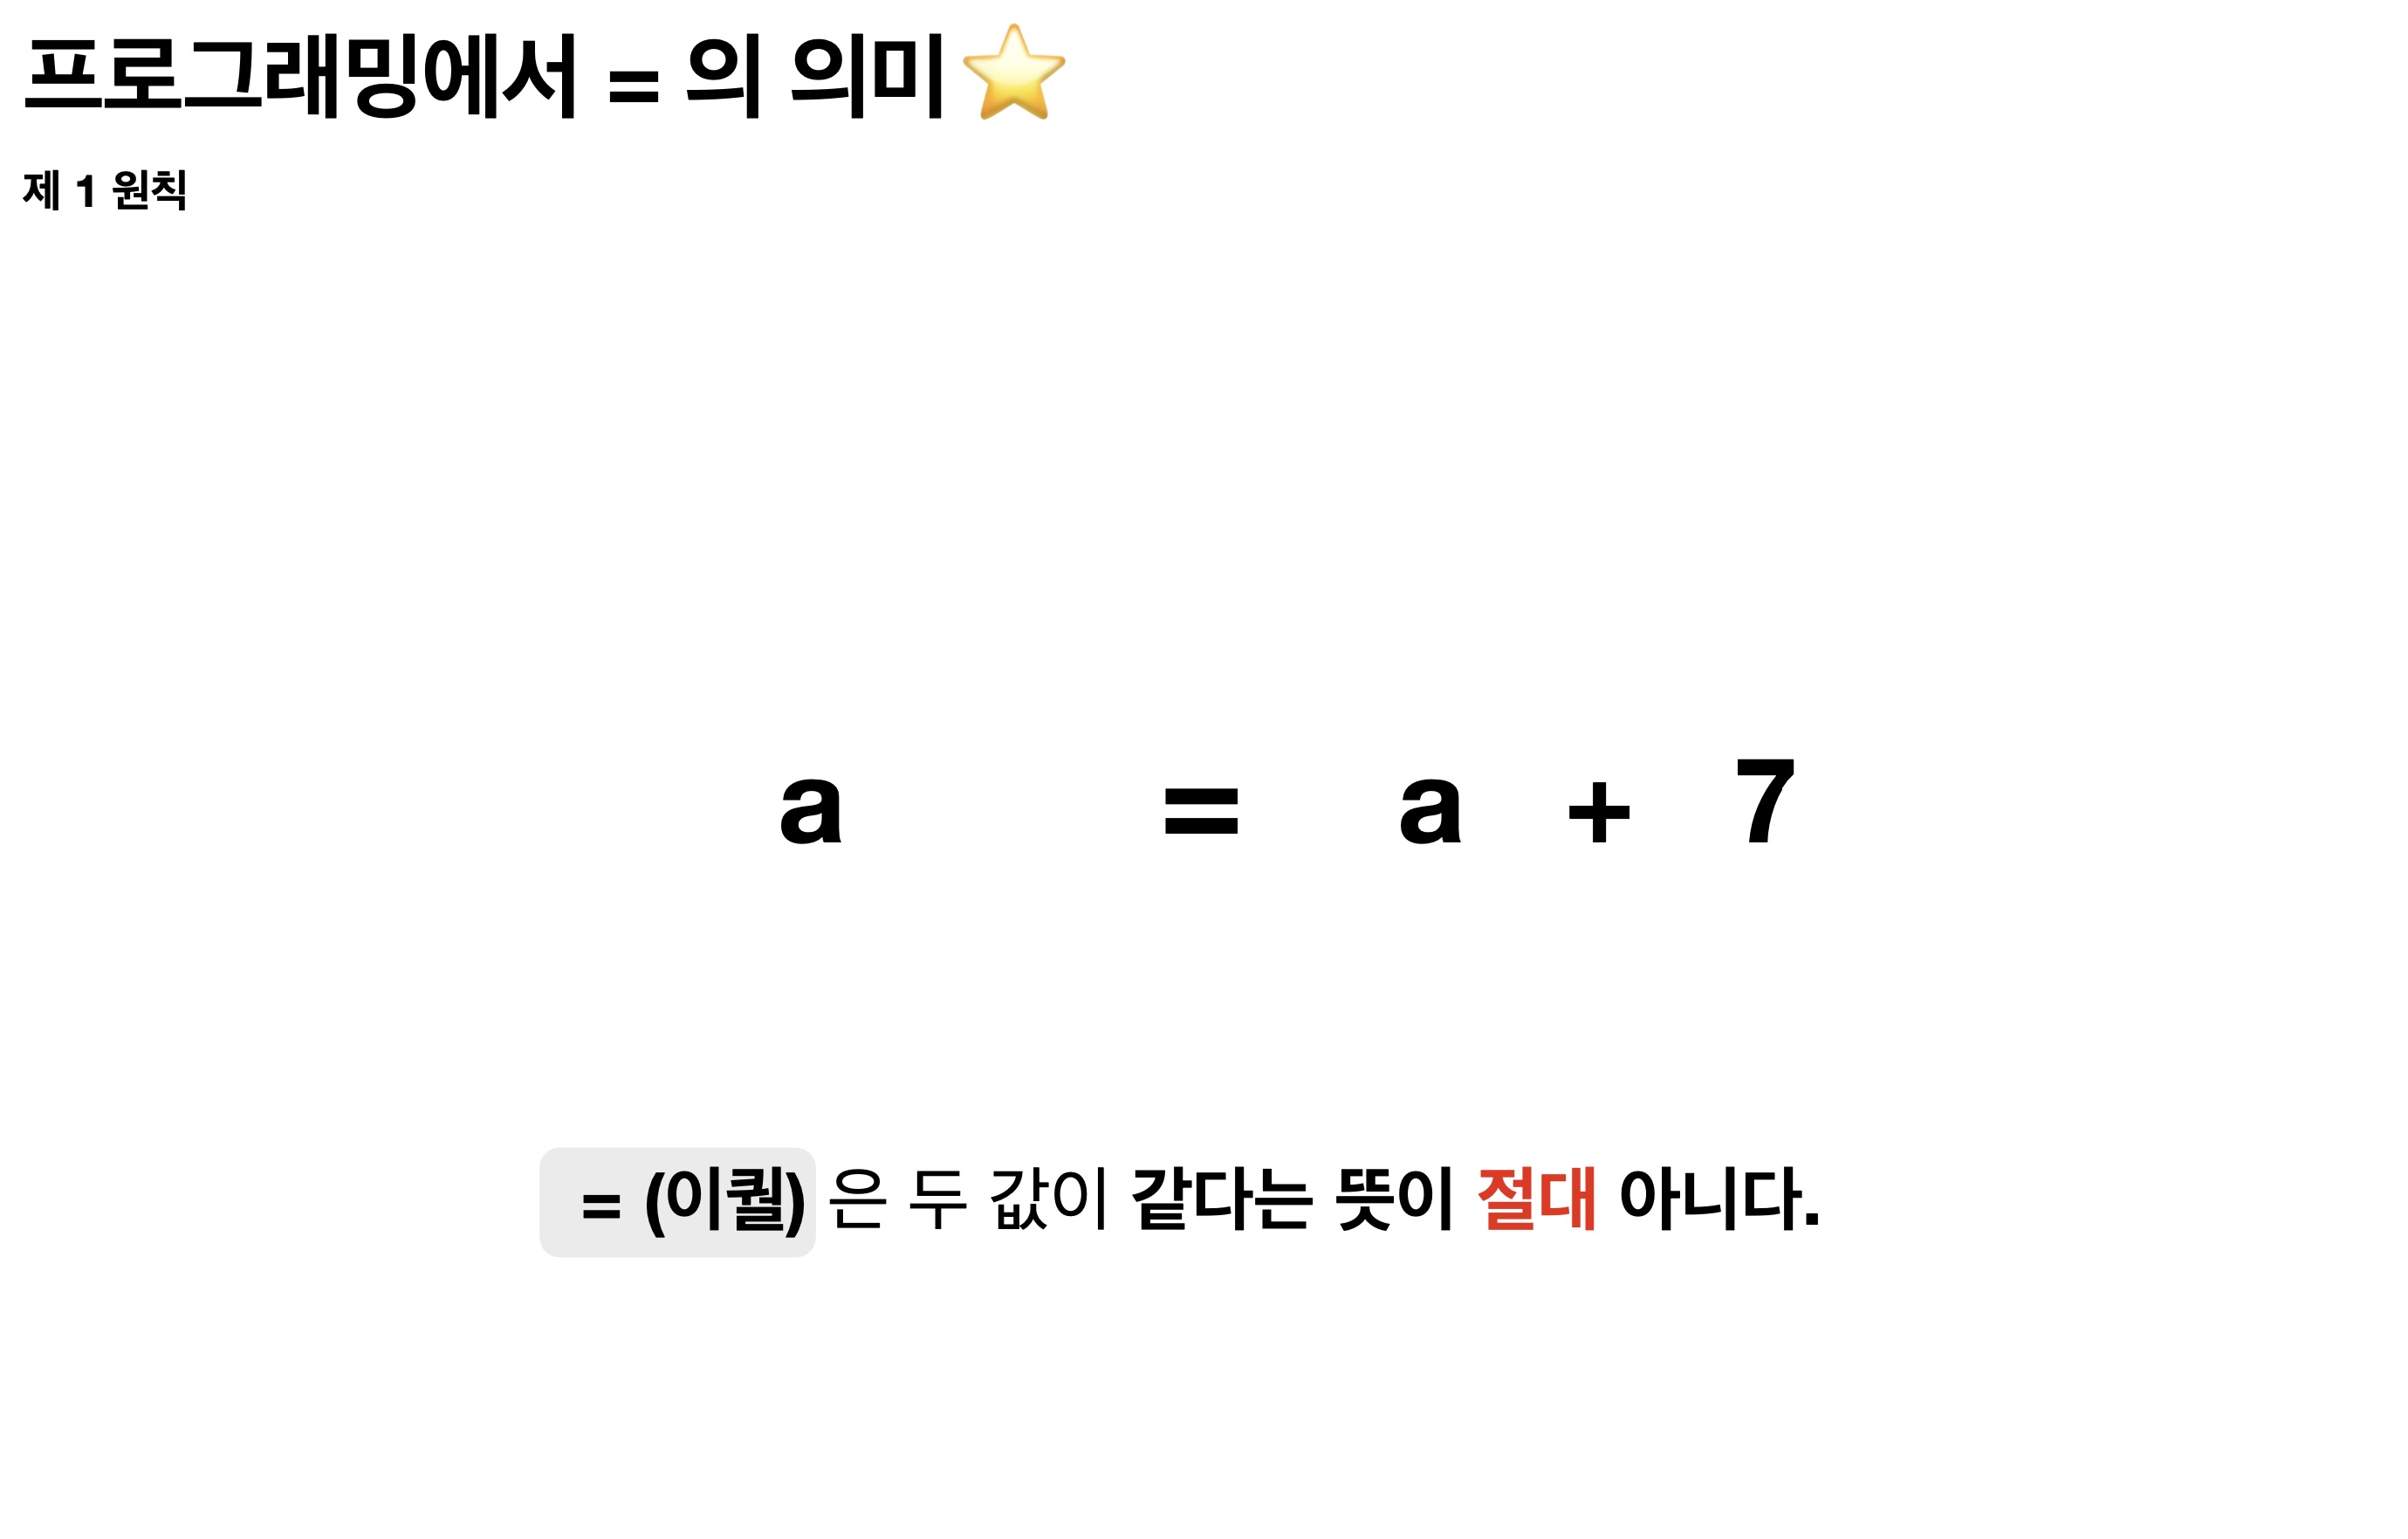 프로그래밍에서 = 의 의미⭐
제 1 원칙
a = a + 7
= (이퀄) 은 두 값이 같다는 뜻이 절대 아니다.